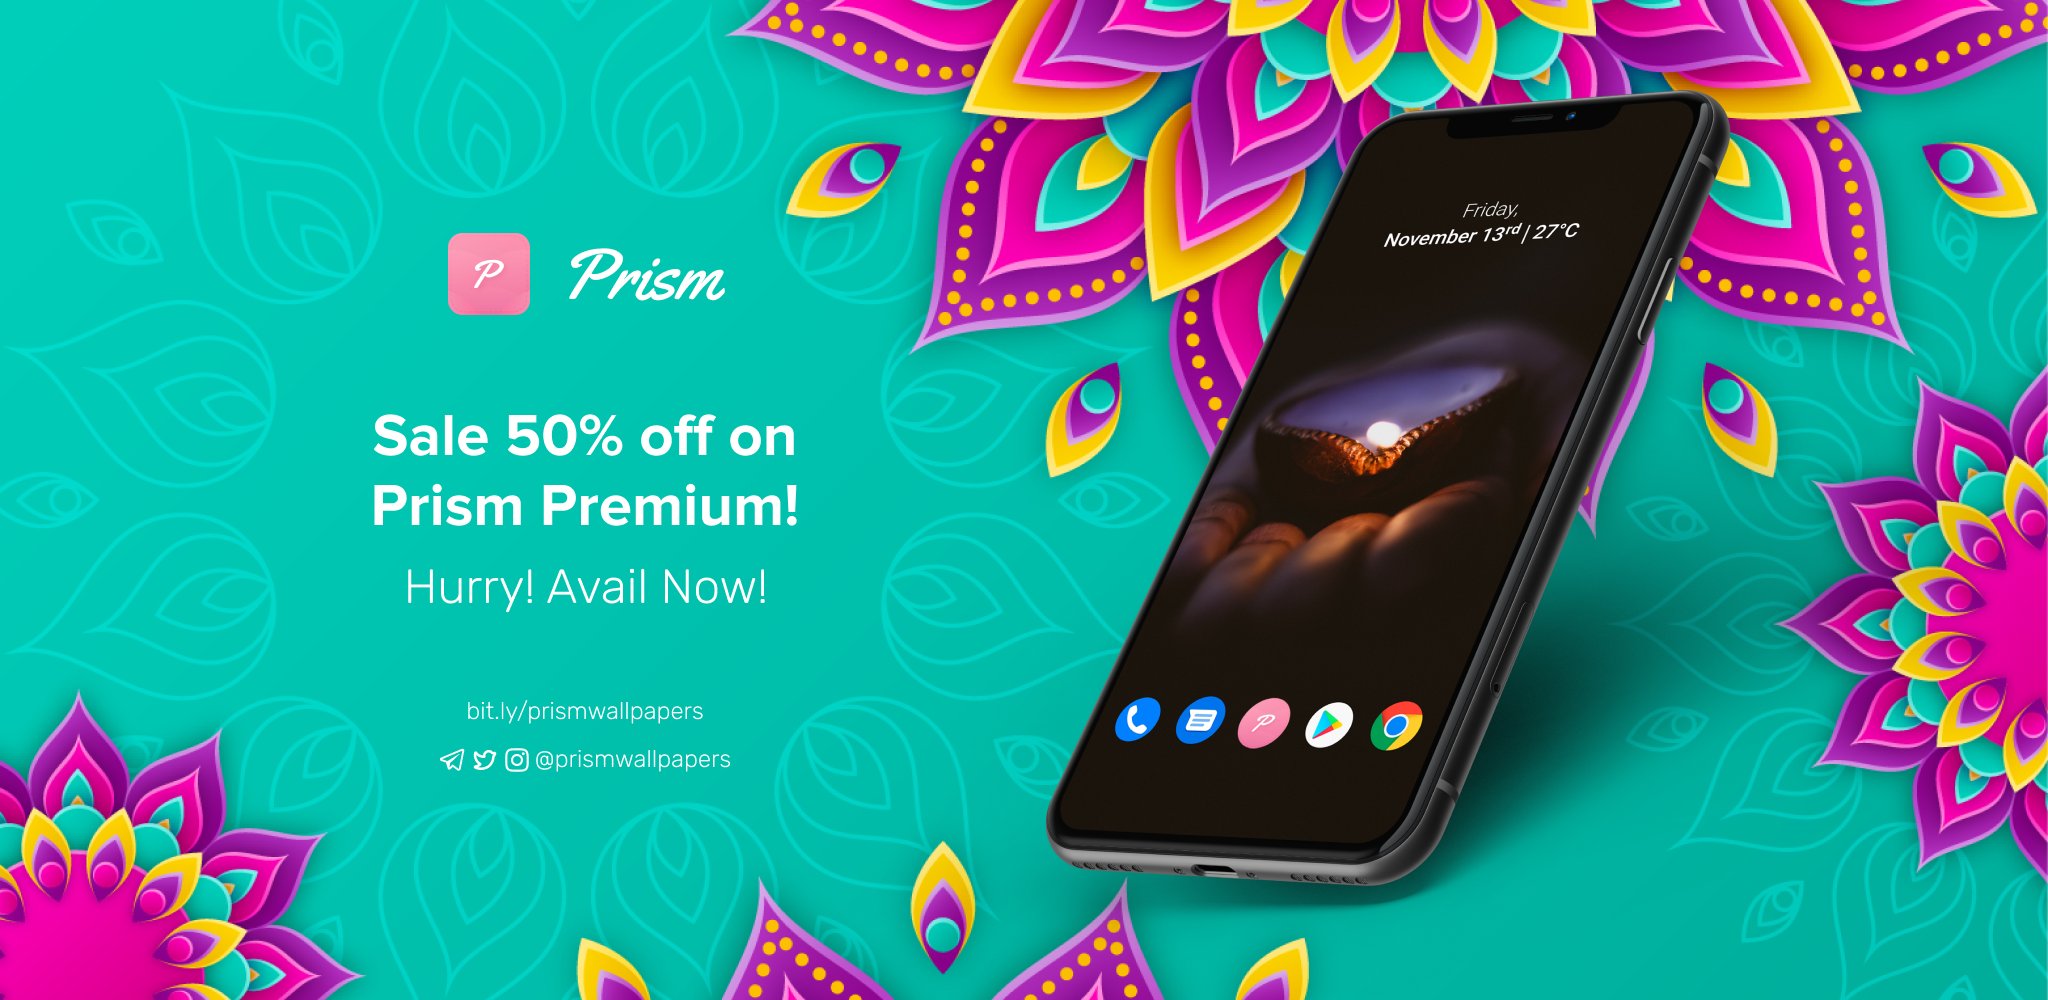 P
Prism
Sale 50% off on
Prism Premium!
Hurry! Avail Now!
bit.ly/prismwallpapers
@prismwallpapers
Friday,
November 13rd | 27°C
P